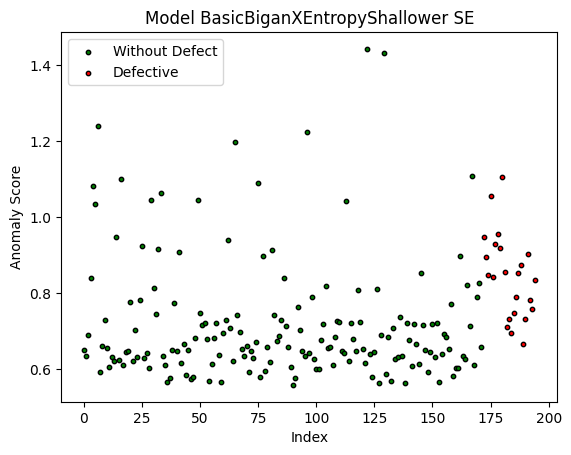 Model BasicBiganXEntropyShallower SE
Without Defect
Defective
1.4
1.2
1.0
0.8
0.6
Anomaly Score
0
25
50
75
100
125
150
175
200
Index